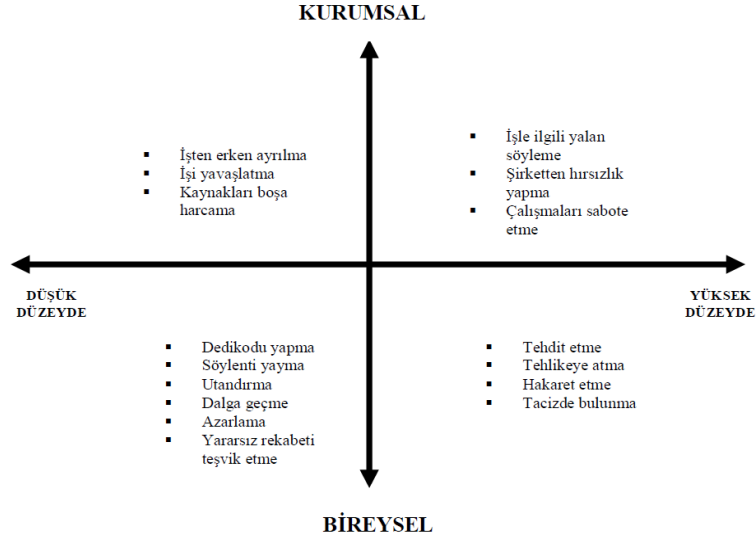 KURUMSAL
▪ İşten erken ayrılma
▪ İşi yavaşlatma
▪ Kaynakları boşa
harcama
▪ İşle ilgili yalan
söyleme
▪ Şirketten hırsızlık
yapma
▪ Çalışmaları sabote
etme
DÜŞÜK
DÜZEYDE
YÜKSEK
DÜZEYDE
▪ Dedikodu yapma
▪ Söylenti yayma
▪ Utandırma
▪ Dalga geçme
▪ Azarlama
▪ Yararsız rekabeti
teşvik etme
▪ Tehdit etme
▪ Tehlikeye atma
▪ Hakaret etme
▪ Tacizde bulunma
BİREYSEL